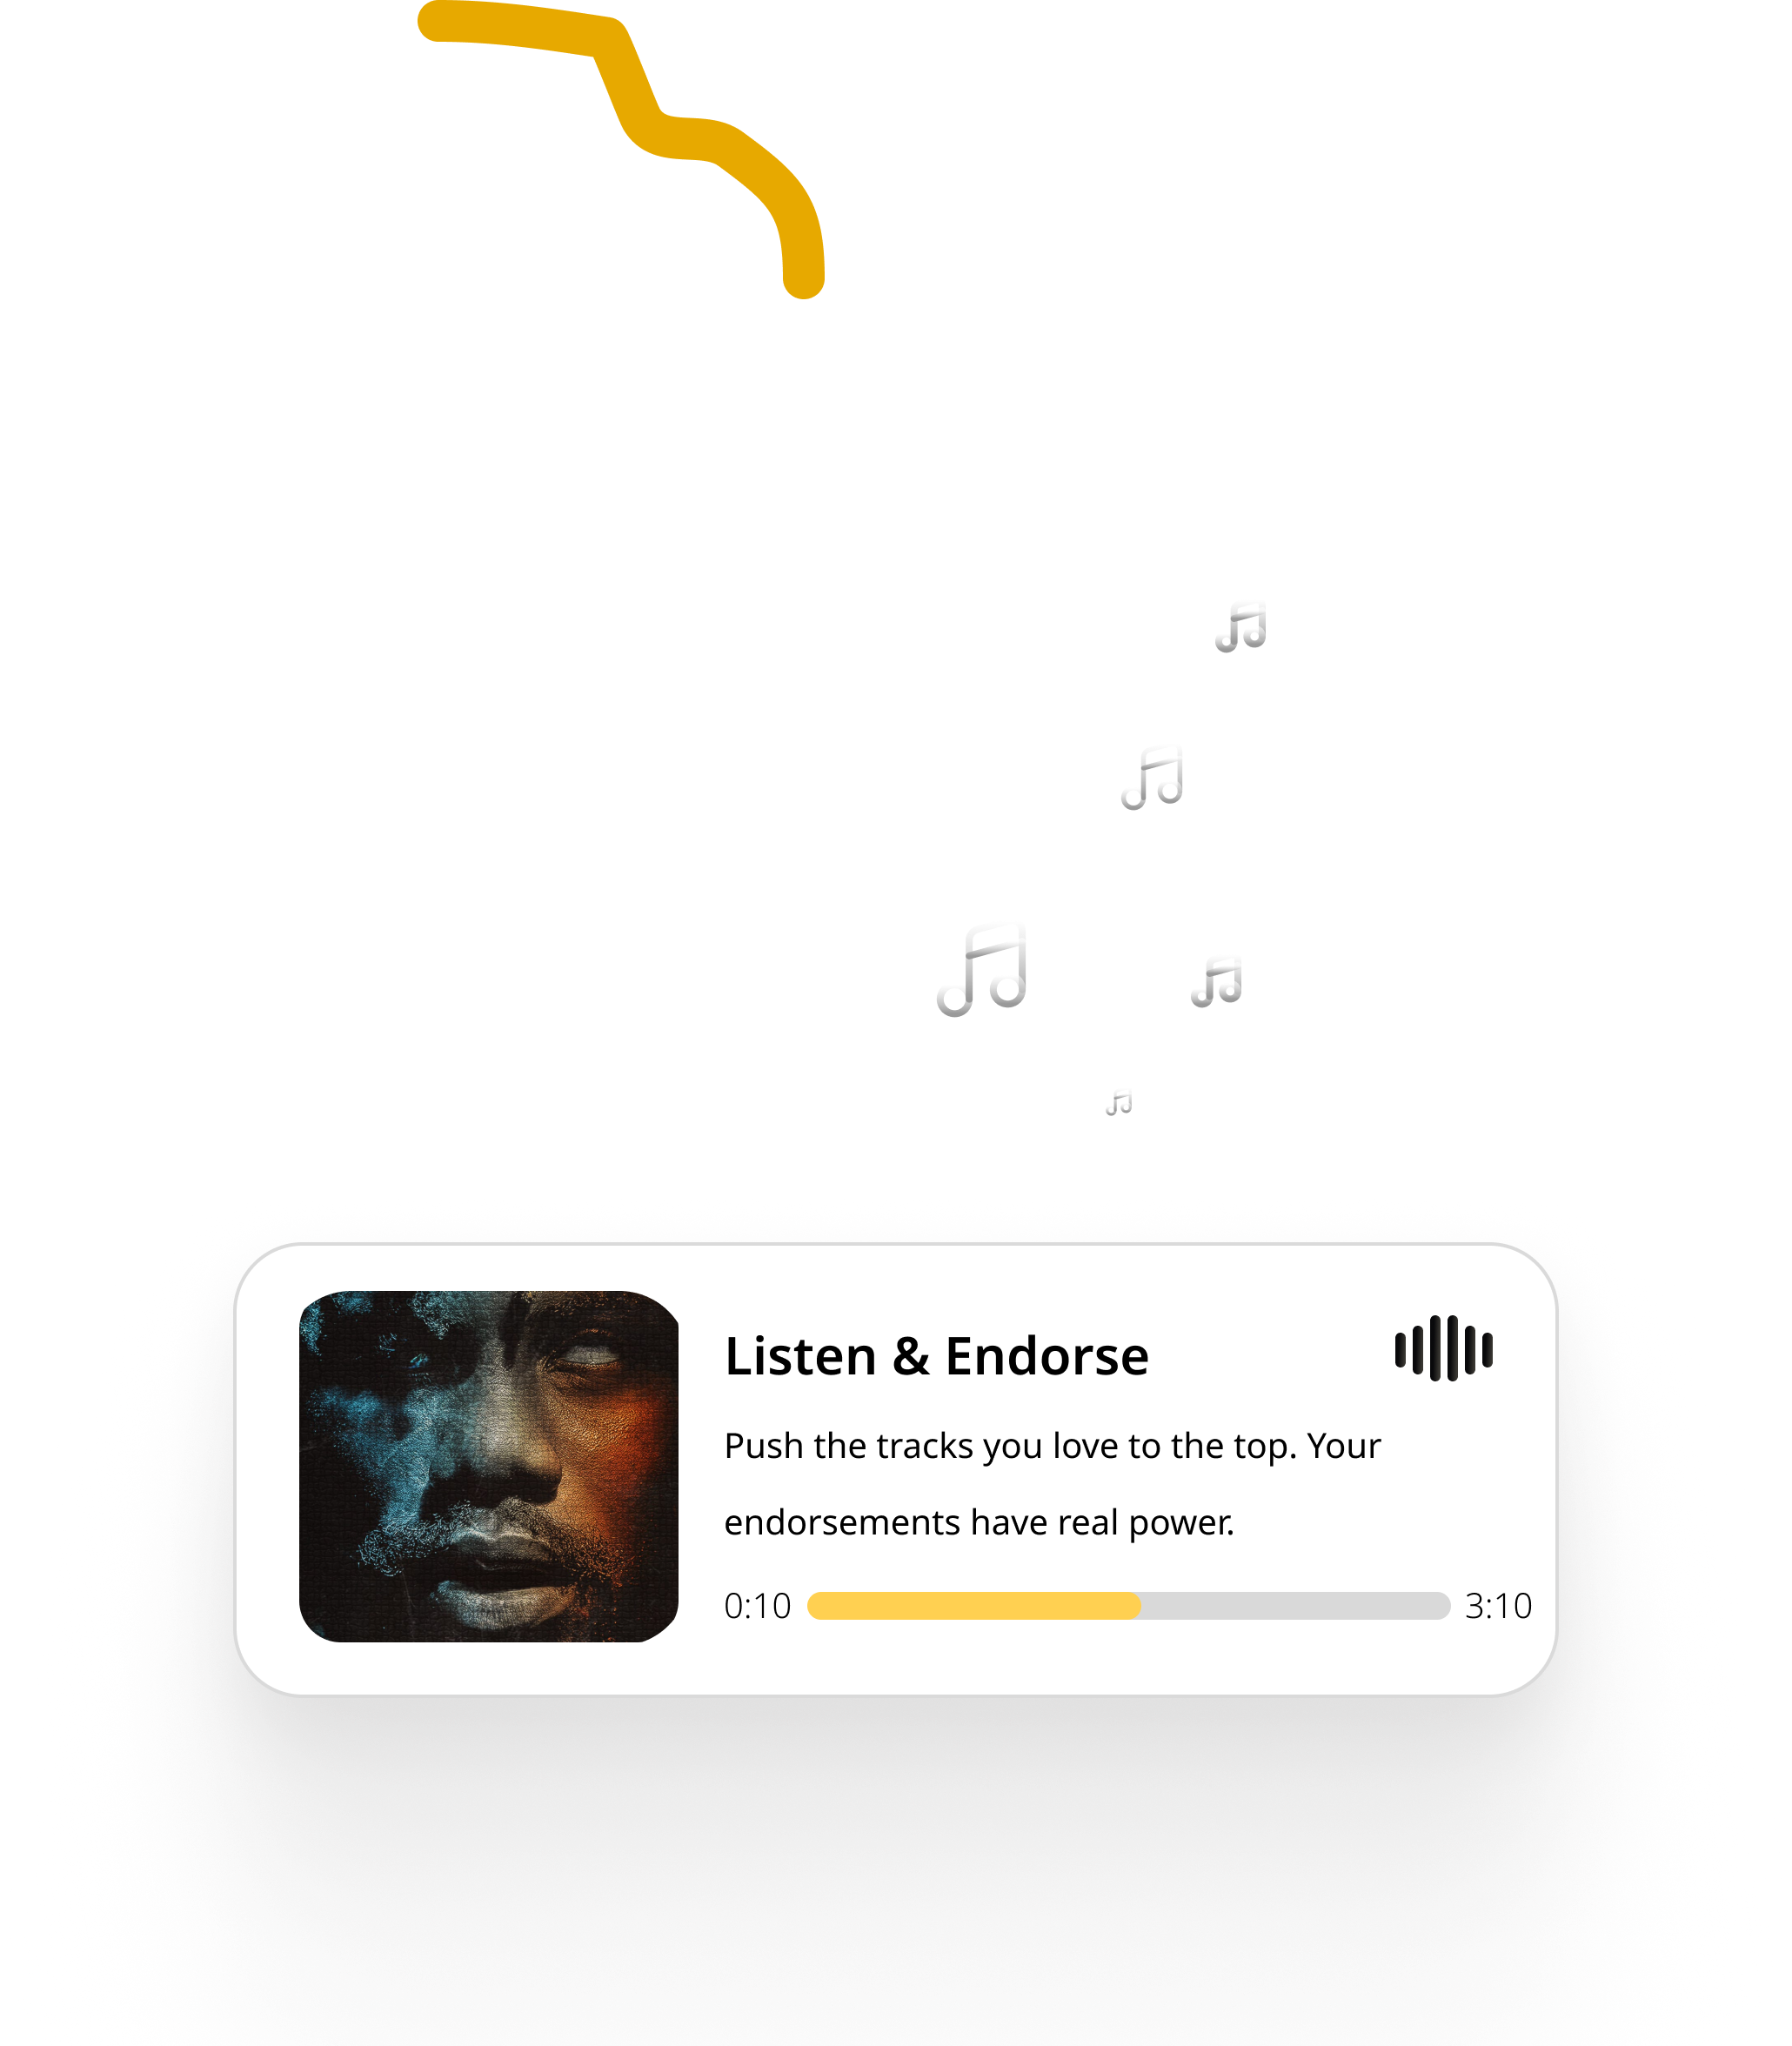 Listen & Endorse
Push the tracks you love to the top. Your
endorsements have real power.
0:10 3:10